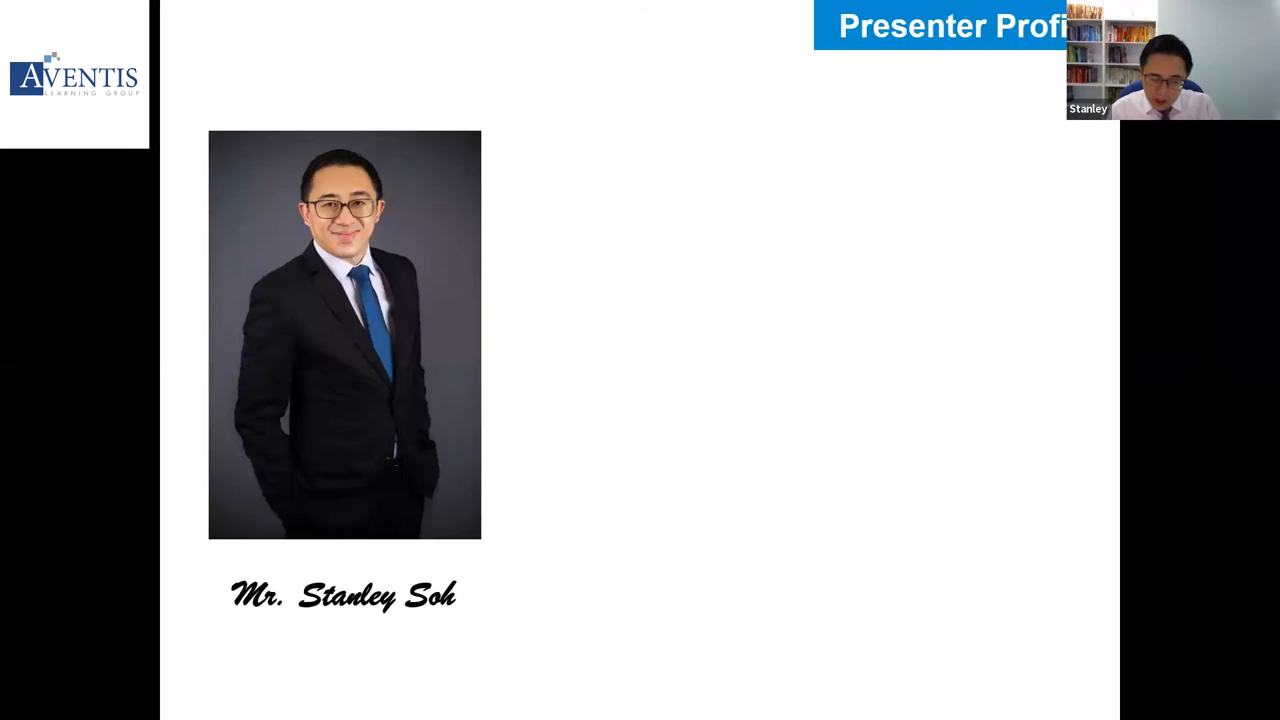 Presenter Profi
AVENTIS
LEARNING GROUP
Stanley
Mr. Stanley Soh